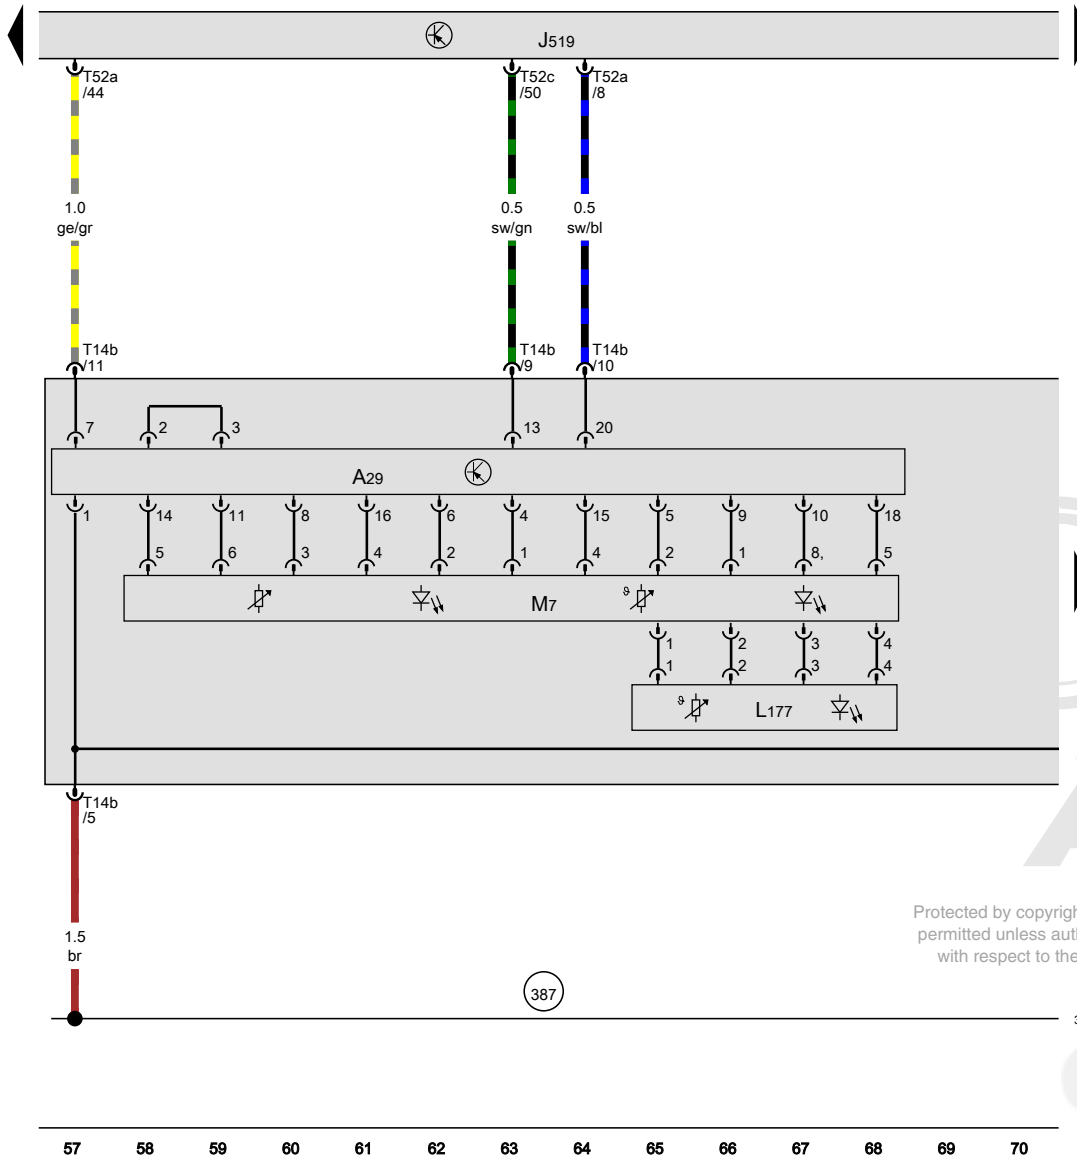 J519
T52a T52c T52a
/44 /50 /8
1.0 0.5 0.5
ge/gr sw/gn sw/bl
T14b T14b T14b
/11 /9 /10
7 2 3 13 20
A29
1 14 11 8 16 6 4 15 5 9 10 18
5 6 3 4 2 1 4 2 1 8, 5
M7
1 2 3 4
1 2 3 4
L177
T14b
/5
Protected by copyrigh
permitted unless aut
with respect to the
1.5
br
387
57 58 59 60 61 62 63 64 65 66 67 68 69 70